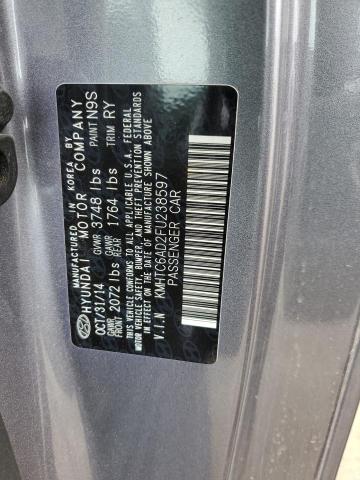 MANUFACTURED IN KOREA BY
HYUNDAI MOTOR COMPANY
OCT/31/14 GVWR 3748 lbs PAINT N9S
GAWR FRONT 2072 lbs GAWR REAR 1764 lbs TRIM RY
THIS VEHICLE CONFORMS TO ALL APPLICABLE U.S.A. FEDERAL
MOTOR VEHICLE SAFETY, BUMPER, AND THEFT PREVENTION STANDARDS
IN EFFECT ON THE DATE OF MANUFACTURE SHOWN ABOVE.
V.I.N KMHTC6AD2FU238597
PASSENGER CAR